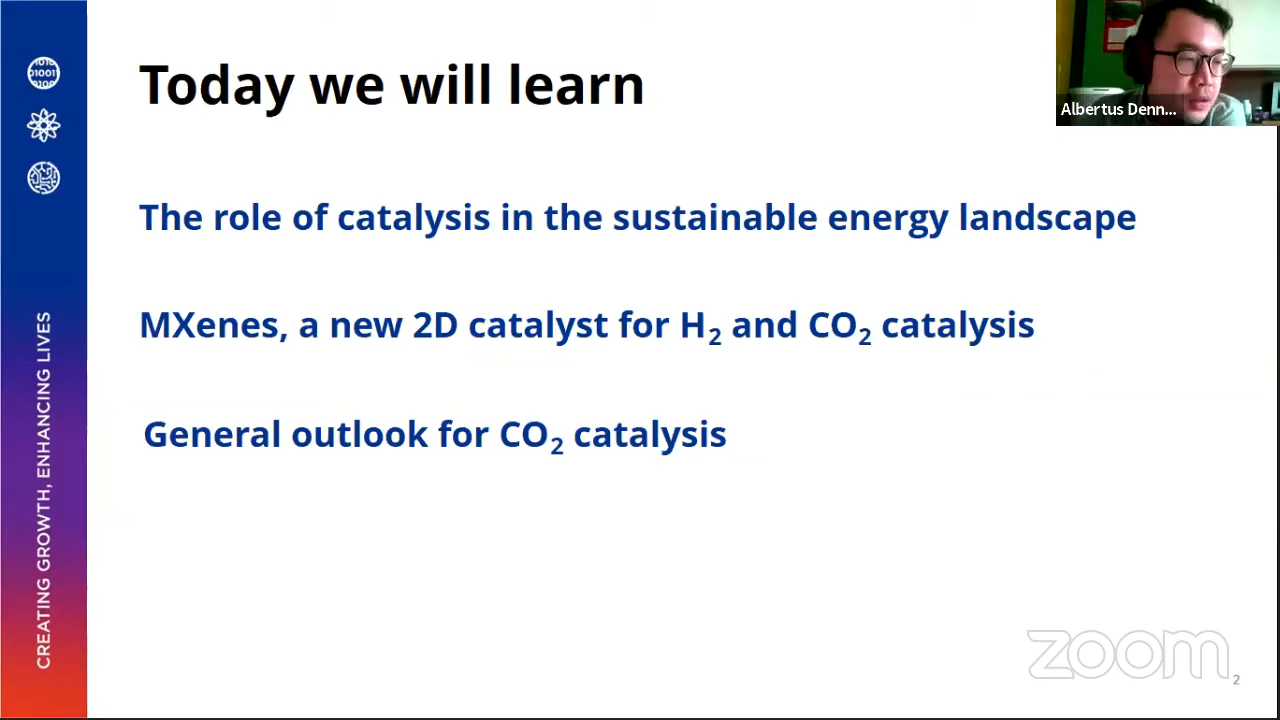 Today we will learn
Albertus Denn...
The role of catalysis in the sustainable energy landscape
MXenes, a new 2D catalyst for H₂ and CO₂ catalysis
General outlook for CO₂ catalysis
CREATING GROWTH, ENHANCING LIVES
zoom
2